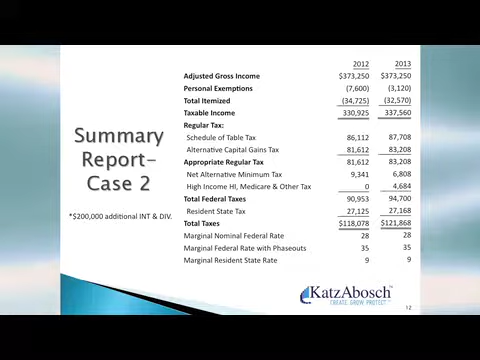 Summary
Report–
Case 2
*$200,000 additional INT & DIV.
2012 2013
Adjusted Gross Income $373,250 $373,250
Personal Exemptions (7,600) (3,120)
Total Itemized (34,725) (32,570)
Taxable Income 330,925 337,560
Regular Tax:
Schedule of Table Tax 86,112 87,708
Alternative Capital Gains Tax 81,612 83,208
Appropriate Regular Tax 81,612 83,208
Net Alternative Minimum Tax 9,341 6,808
High Income HI, Medicare & Other Tax 0 4,684
Total Federal Taxes 90,953 94,700
Resident State Tax 27,125 27,168
Total Taxes $118,078 $121,868
Marginal Nominal Federal Rate 28 28
Marginal Federal Rate with Phaseouts 35 35
Marginal Resident State Rate 9 9
KatzAbosch
CREATE GROW PROTECT
12